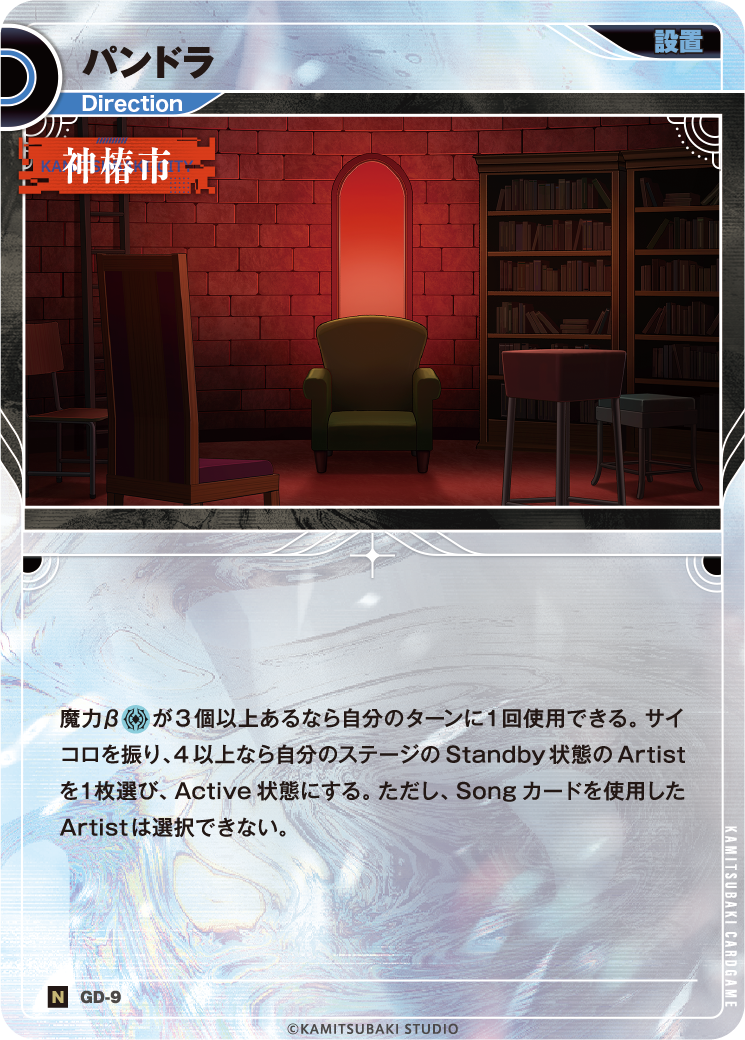 パンドラ
設置
Direction
神椿市
魔力β が3個以上あるなら自分のターンに1回使用できる。サイ
コロを振り、4以上なら自分のステージのStandby状態のArtist
を1枚選び、Active状態にする。ただし、Songカードを使用した
Artistは選択できない。
KAMITSUBAKI CARDGAME
N GD-9
©KAMITSUBAKI STUDIO